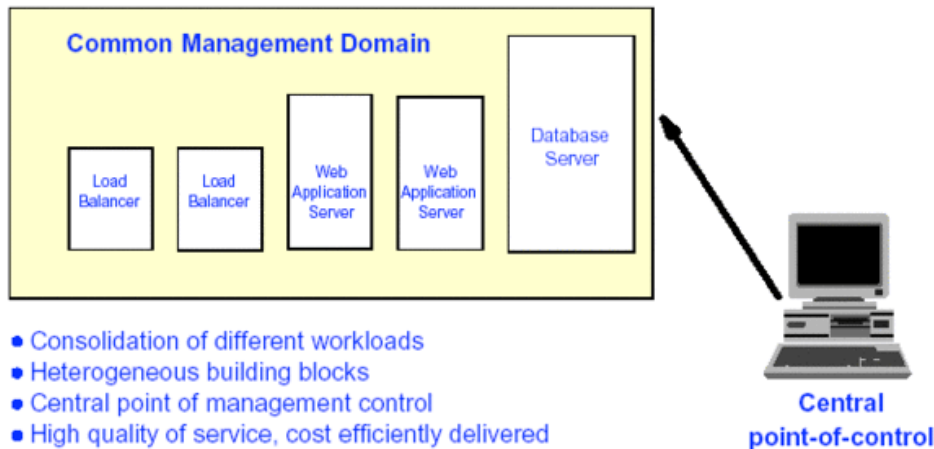 Common Management Domain
Load
Balancer
Load
Balancer
Web
Application
Server
Web
Application
Server
Database
Server
• Consolidation of different workloads
• Heterogeneous building blocks
• Central point of management control
• High quality of service, cost efficiently delivered
Central
point-of-control